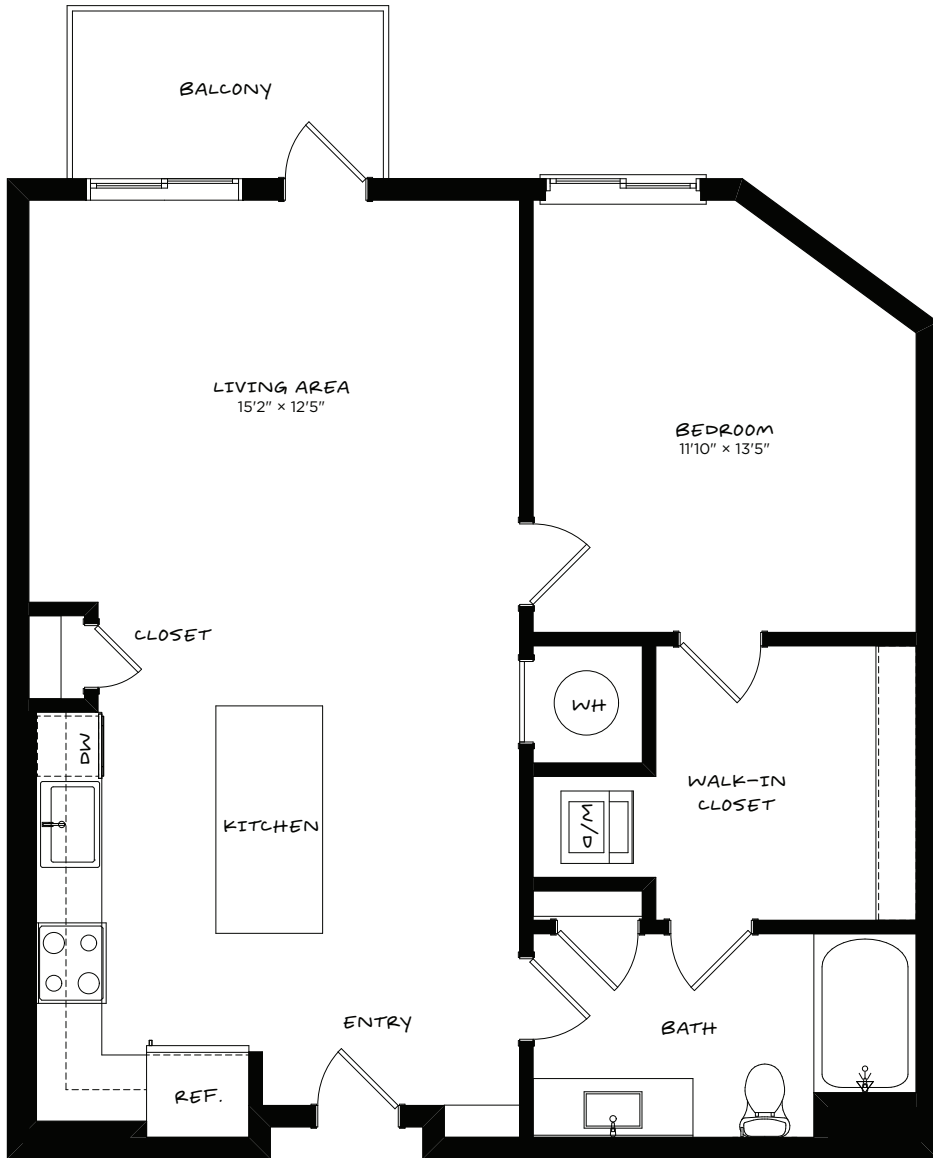 BALCONY
LIVING AREA
15'2" × 12'5"
BEDROOM
11'10" × 13'5"
CLOSET
WH
DW
WALK-IN
CLOSET
W/D
KITCHEN
ENTRY
BATH
REF.